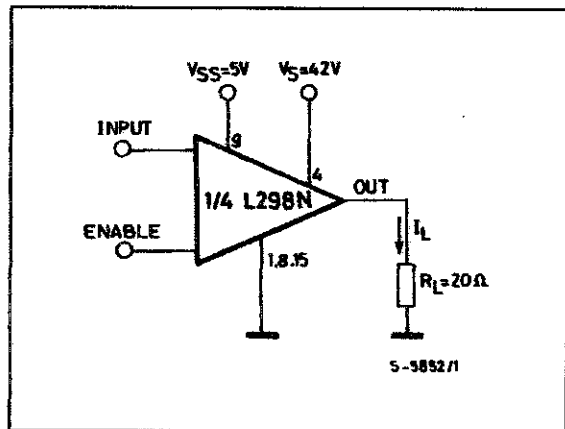 VSS=5V VS=42V
INPUT
9
4
OUT
1/4 L298N
ENABLE
1.8.15
IL
RL=20Ω
S-5852/1